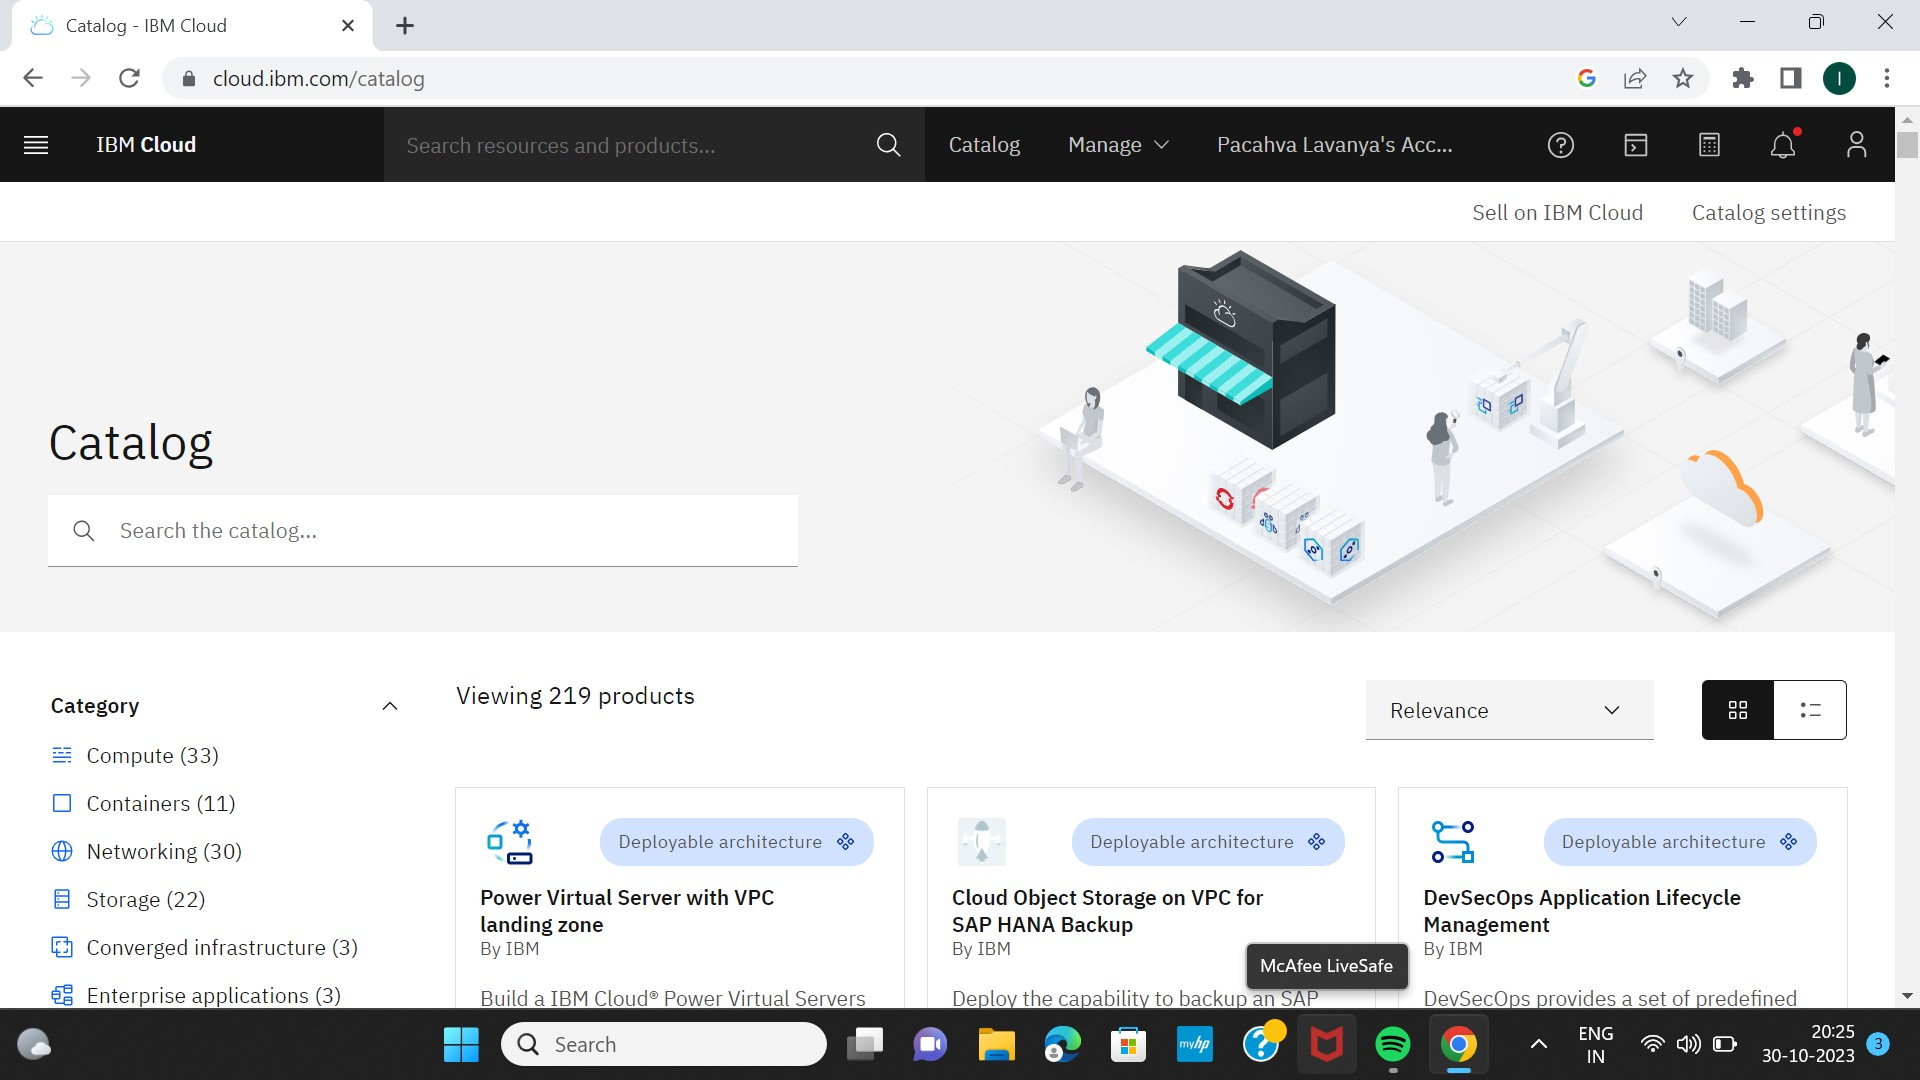 Catalog - IBM Cloud
cloud.ibm.com/catalog
I
IBM Cloud
Search resources and products...
Catalog
Manage
Pacahva Lavanya's Acc...
Sell on IBM Cloud
Catalog settings
Catalog
Search the catalog...
Category
Compute (33)
Containers (11)
Networking (30)
Storage (22)
Converged infrastructure (3)
Enterprise applications (3)
Viewing 219 products
Relevance
Deployable architecture
Power Virtual Server with VPC
landing zone
By IBM
Build a IBM Cloud® Power Virtual Servers
Deployable architecture
Cloud Object Storage on VPC for
SAP HANA Backup
By IBM
Deploy the capability to backup an SAP
Deployable architecture
DevSecOps Application Lifecycle
Management
By IBM
DevSecOps provides a set of predefined
McAfee LiveSafe
Search
myhp
ENG
IN
20:25
30-10-2023
3